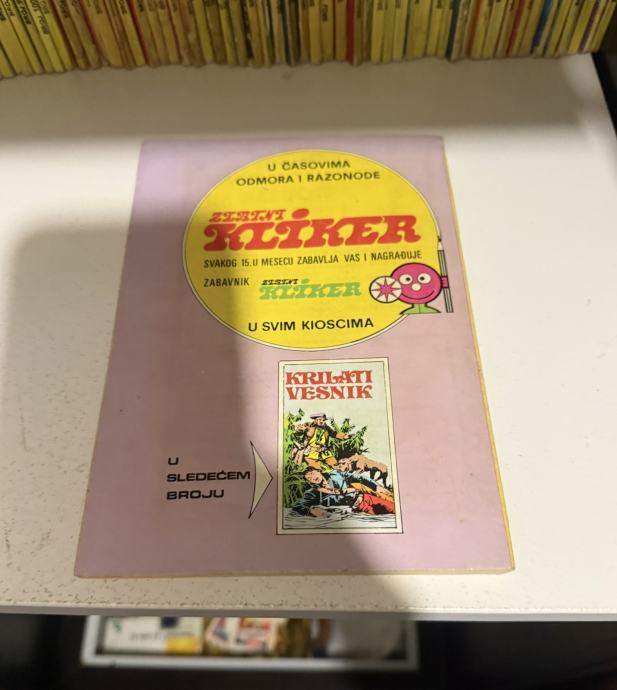 U ČASOVIMA
ODMORA I RAZONODE
ZLATNI
KLIKER
SVAKOG 15. U MESECU ZABAVLJA VAS I NAGRAĐUJE
ZABAVNIK ZLATNI KLIKER
U SVIM KIOSCIMA
KRILATI
VESNIK
U
SLEDEĆEM
BROJU